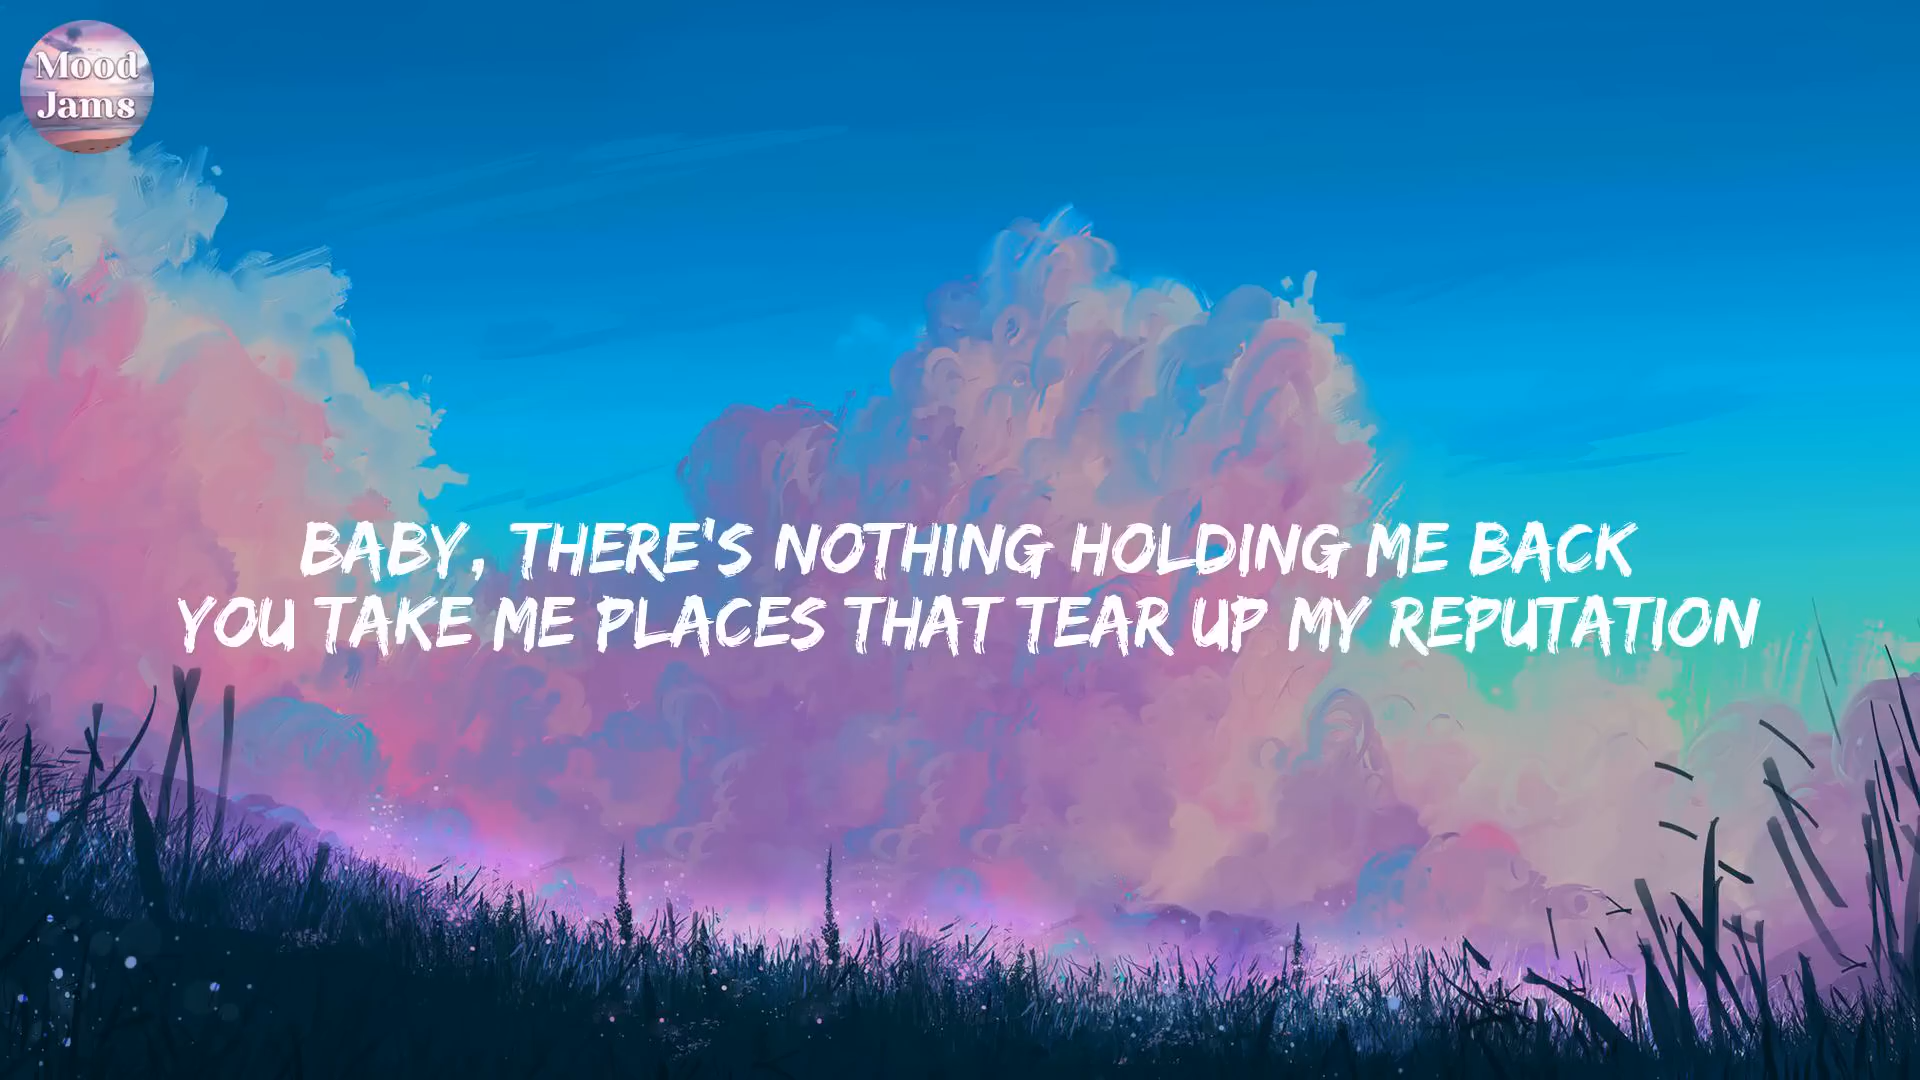 Mood
Jams
BABY, THERE'S NOTHING HOLDING ME BACK
YOU TAKE ME PLACES THAT TEAR UP MY REPUTATION